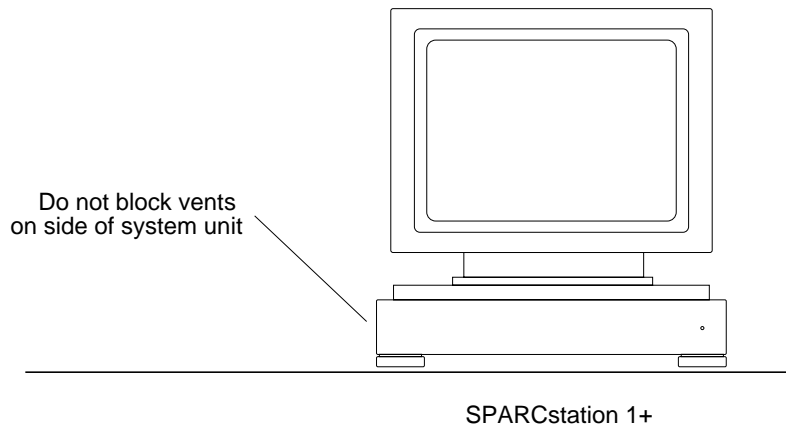 Do not block vents
on side of system unit
SPARCstation 1+